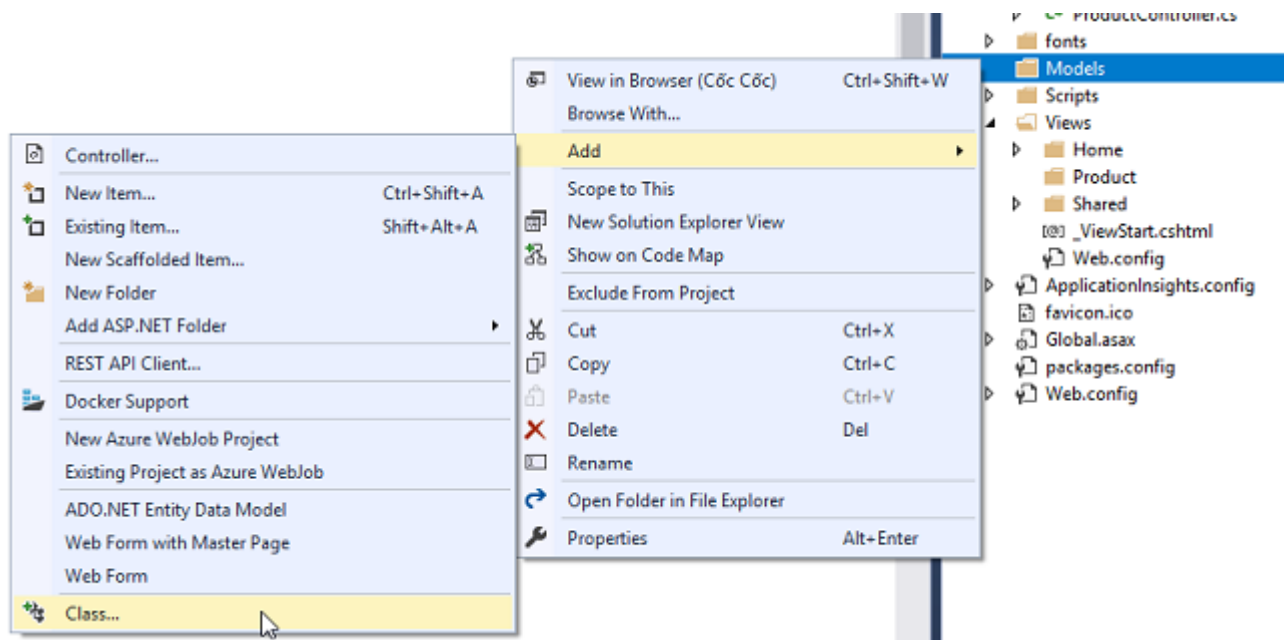 Controller...
New Item... Ctrl+Shift+A
Existing Item... Shift+Alt+A
New Scaffolded Item...
New Folder
Add ASP.NET Folder
REST API Client...
Docker Support
New Azure WebJob Project
Existing Project as Azure WebJob
ADO.NET Entity Data Model
Web Form with Master Page
Web Form
Class...
View in Browser (Cốc Cốc) Ctrl+Shift+W
Browse With...
Add
Scope to This
New Solution Explorer View
Show on Code Map
Exclude From Project
Cut Ctrl+X
Copy Ctrl+C
Paste Ctrl+V
Delete Del
Rename
Open Folder in File Explorer
Properties Alt+Enter
ProductController.cs
fonts
Models
Scripts
Views
Home
Product
Shared
_ViewStart.cshtml
Web.config
ApplicationInsights.config
favicon.ico
Global.asax
packages.config
Web.config